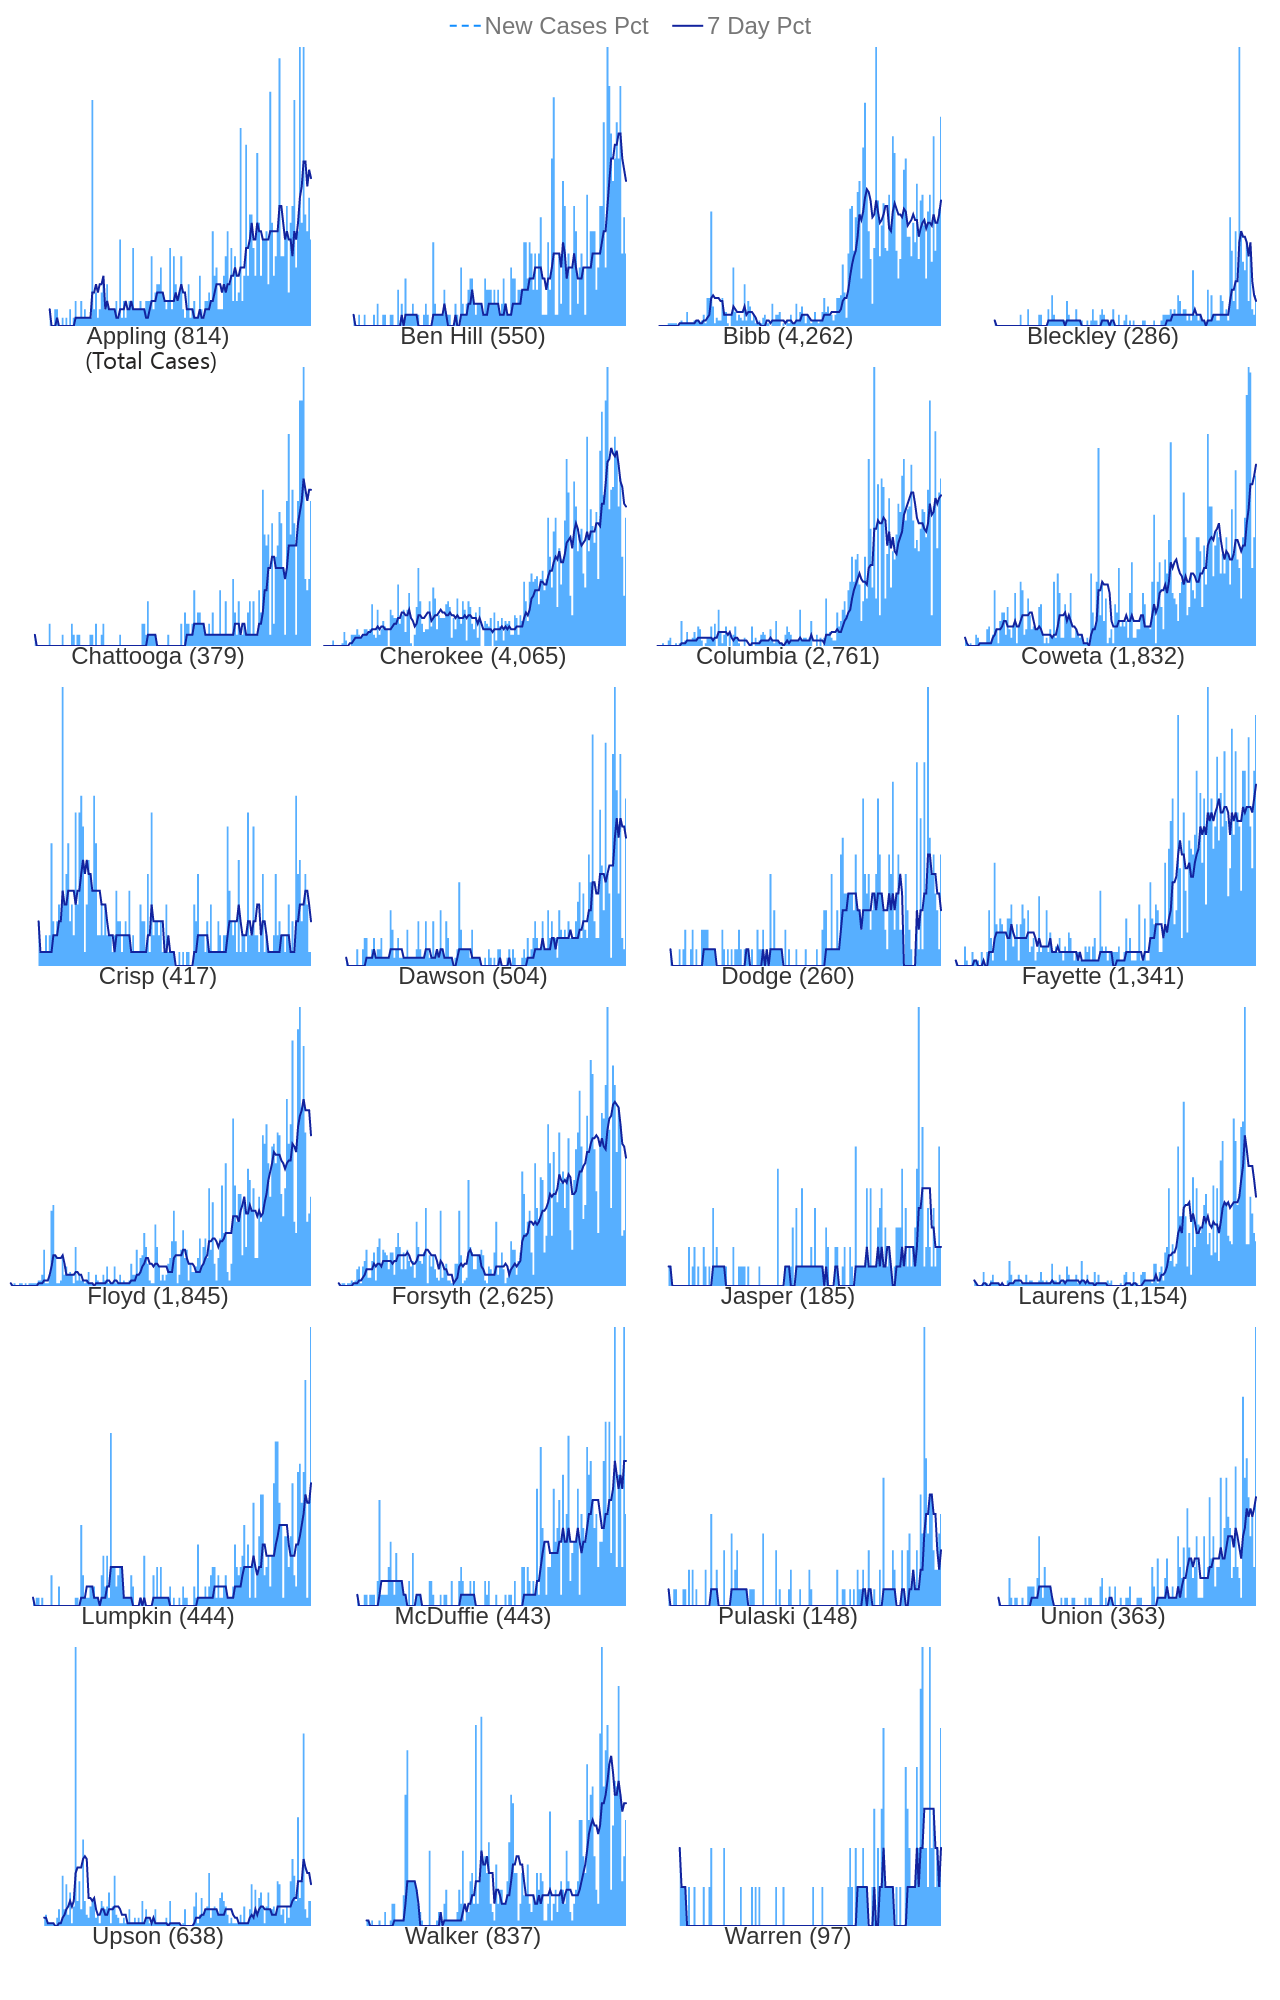 New Cases Pct 7 Day Pct
Appling (814) Ben Hill (550) Bibb (4,262) Bleckley (286)
(Total Cases)
Chattooga (379) Cherokee (4,065) Columbia (2,761) Coweta (1,832)
Crisp (417) Dawson (504) Dodge (260) Fayette (1,341)
Floyd (1,845) Forsyth (2,625) Jasper (185) Laurens (1,154)
Lumpkin (444) McDuffie (443) Pulaski (148) Union (363)
Upson (638) Walker (837) Warren (97)